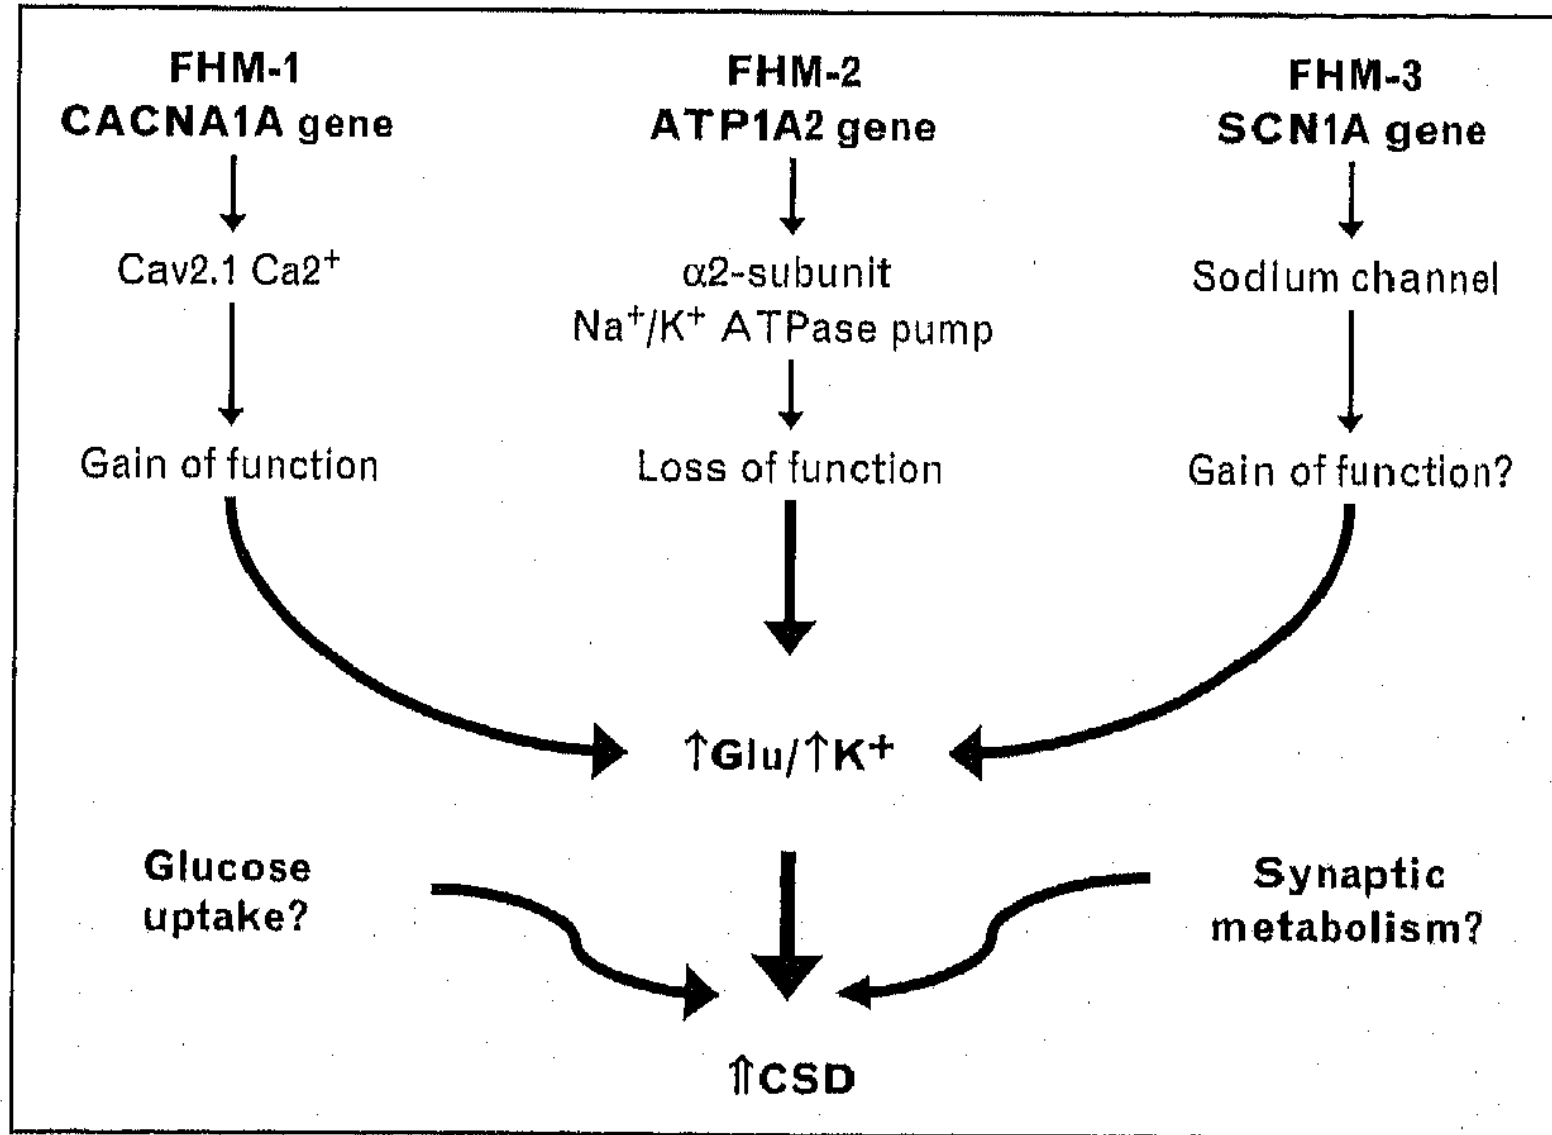 FHM-1
CACNA1A gene
FHM-2
ATP1A2 gene
FHM-3
SCN1A gene
Cav2.1 Ca2⁺
α2-subunit
Na⁺/K⁺ ATPase pump
Sodium channel
Gain of function
Loss of function
Gain of function?
↑Glu/↑K⁺
Glucose
uptake?
Synaptic
metabolism?
⇑CSD